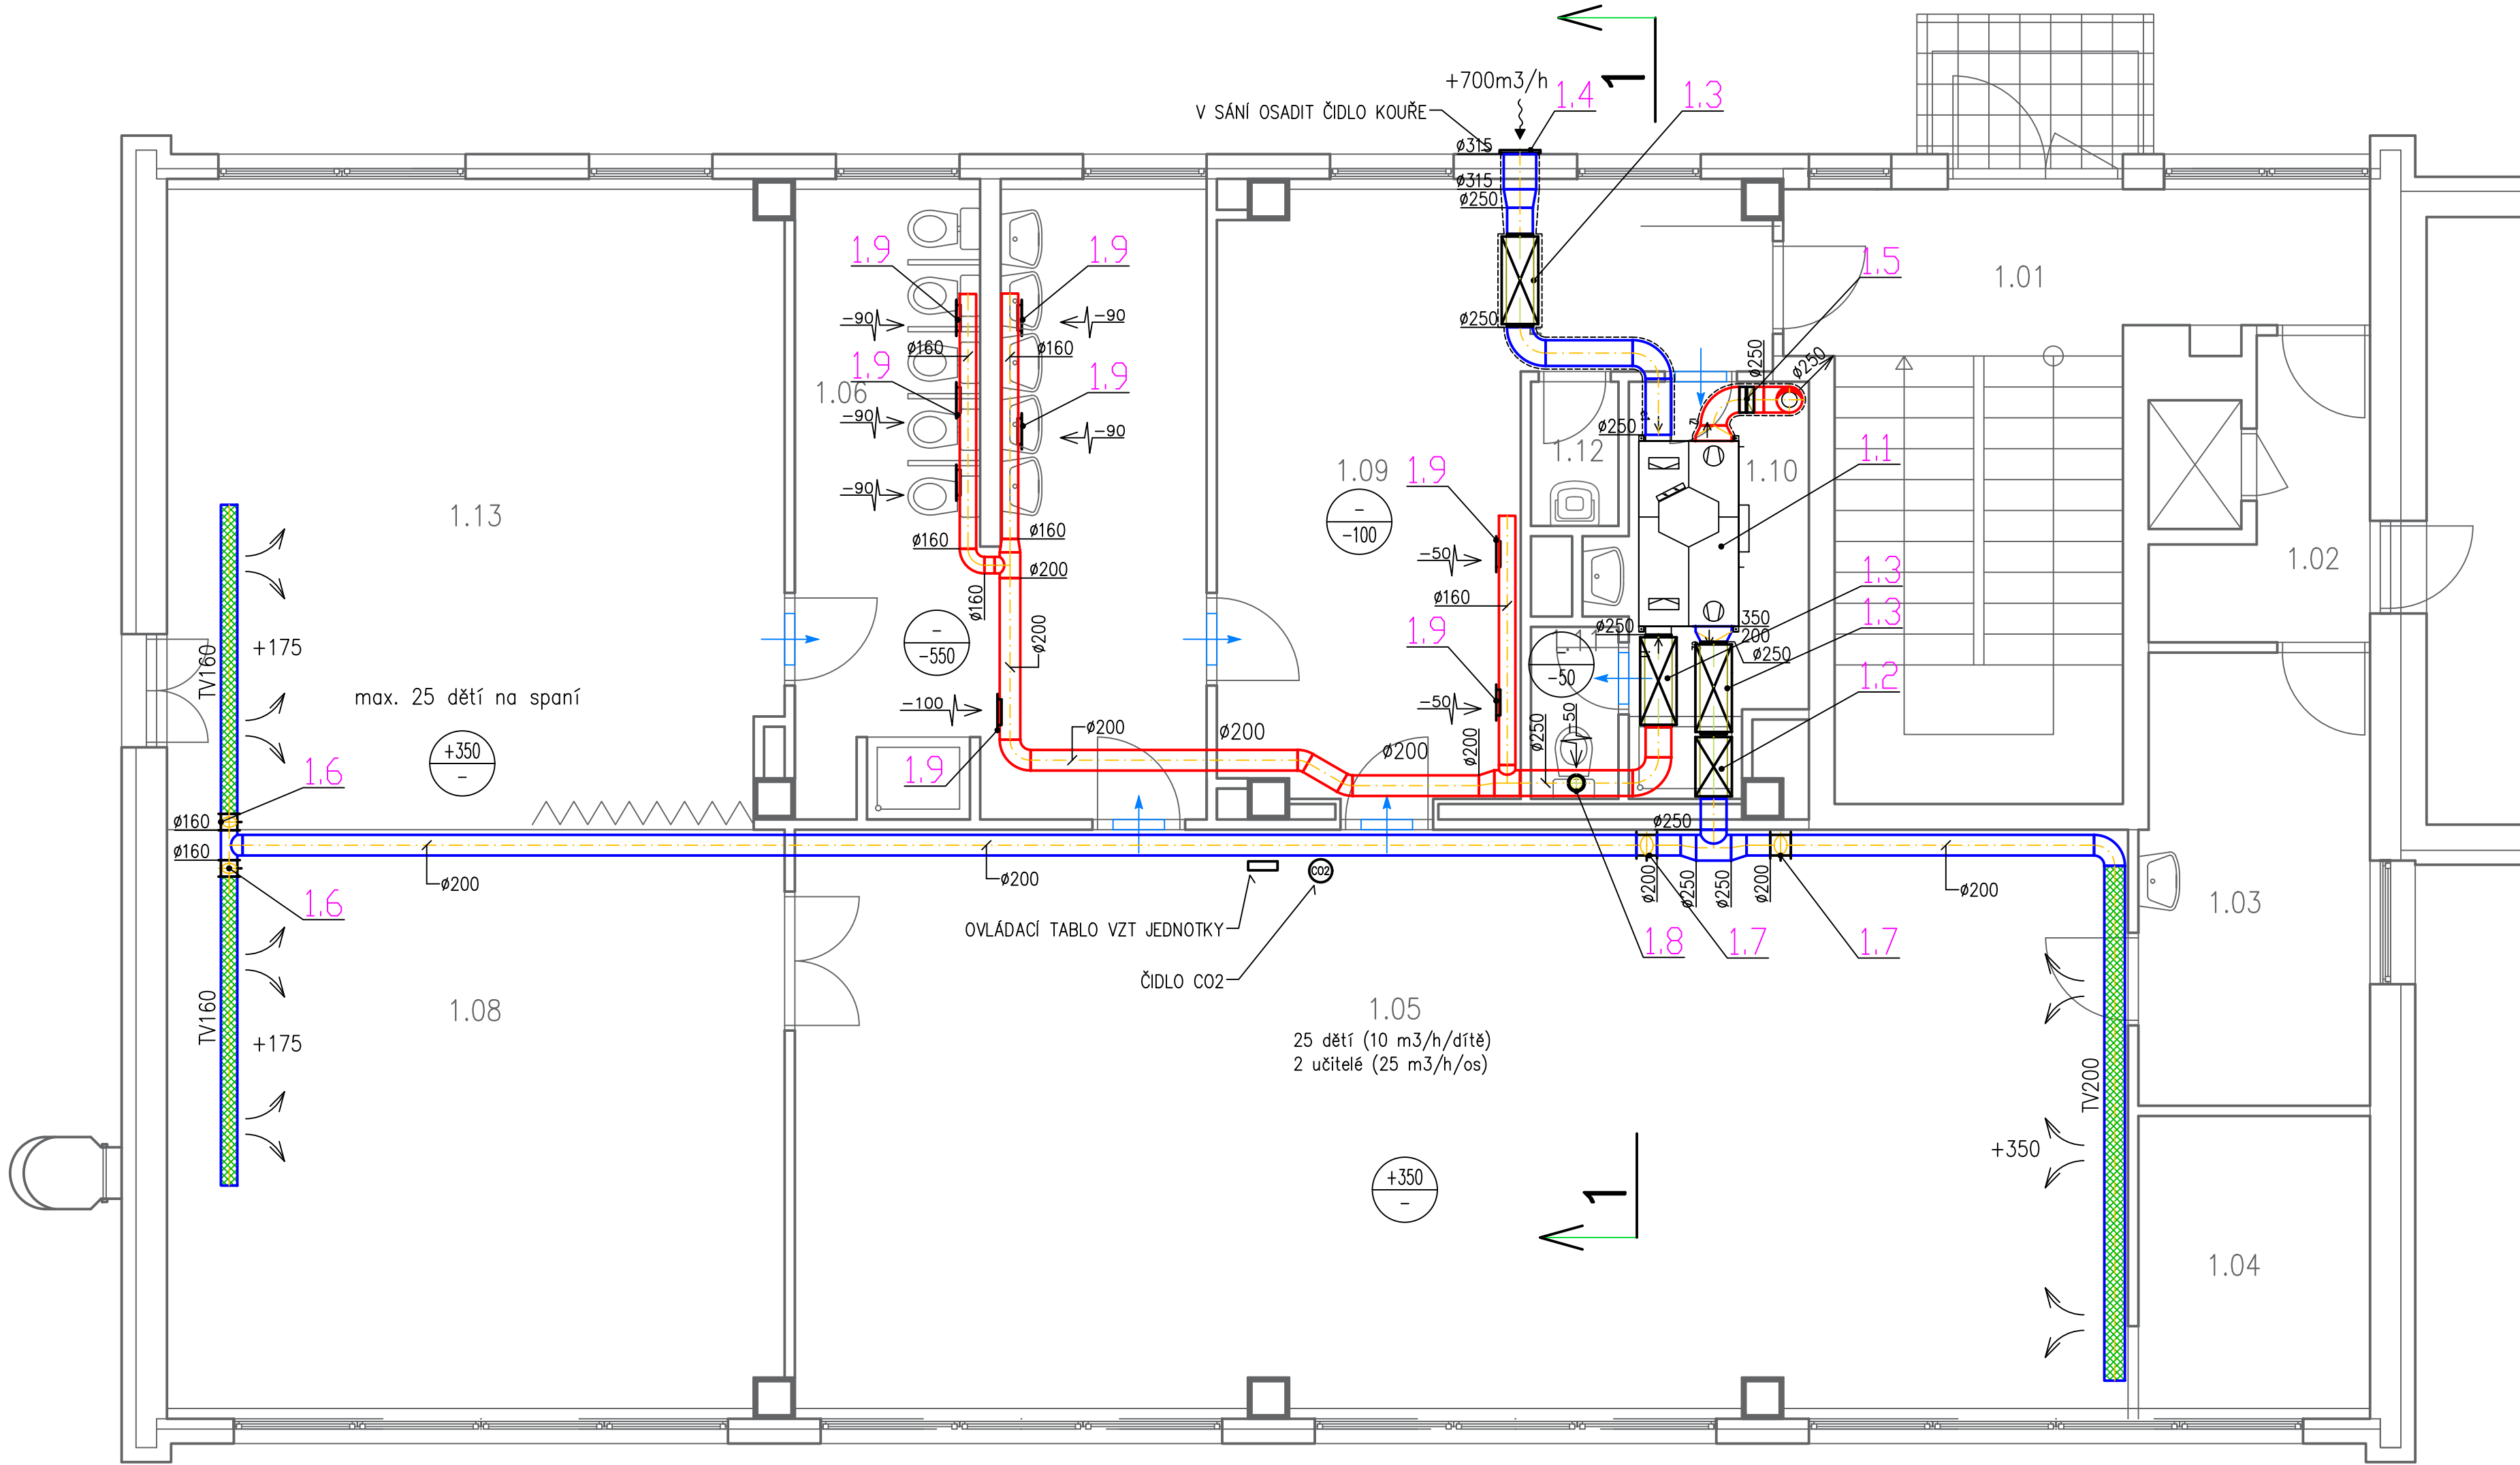 1
+700m3/h
1.4
1.3
V SÁNÍ OSADIT ČIDLO KOUŘE
ø315
ø315
ø250
1.9
1.9
1.5
1.01
-90
-90
ø250
ø160
ø160
1.9
1.9
1.06
ø250
ø250
-90
-90
ø250
1.12
1.10
1.1
1.09
1.9
-90
-
-100
1.13
ø160
ø160
-50
1.02
ø200
1.3
ø160
ø160
1.3
+175
TV160
-
-550
ø200
1.9
ø250
1.11
-
-50
350
200
ø250
1.2
max. 25 dětí na spaní
-100
-50
-50
+350
-
ø200
ø200
ø200
ø200
ø250
1.9
1.6
ø160
ø250
ø160
CO2
ø200
ø200
ø200
ø250
ø250
ø200
ø200
1.6
1.03
OVLÁDACÍ TABLO VZT JEDNOTKY
1.8
1.7
1.7
ČIDLO CO2
1.08
TV160
1.05
+175
25 dětí (10 m3/h/dítě)
2 učitelé (25 m3/h/os)
TV200
+350
+350
-
1
1.04